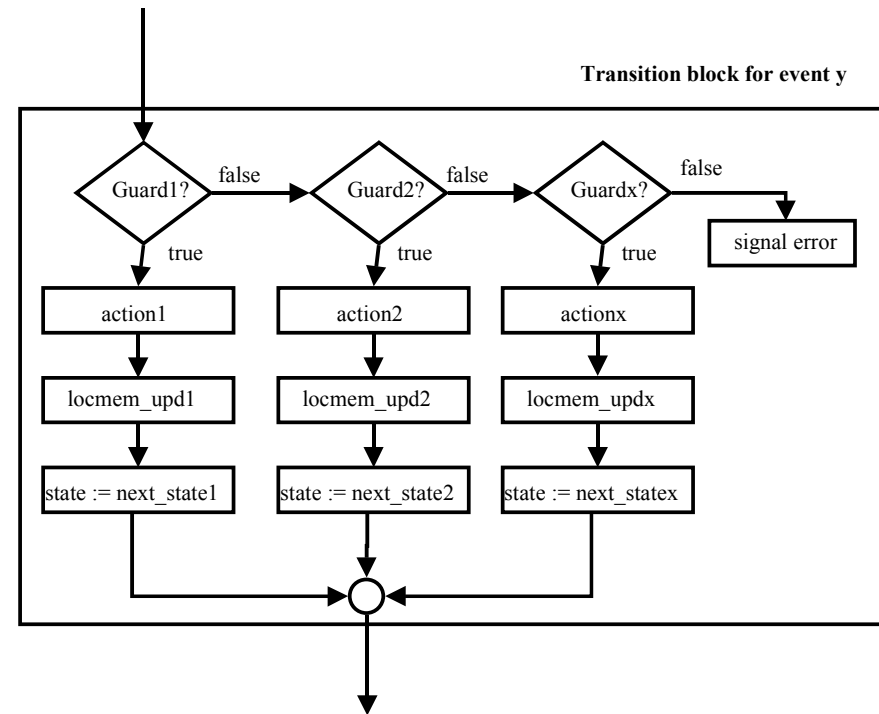 Transition block for event y
Guard1?
false
Guard2?
false
Guardx?
false
signal error
true
true
true
action1
action2
actionx
locmem_upd1
locmem_upd2
locmem_updx
state := next_state1
state := next_state2
state := next_statex